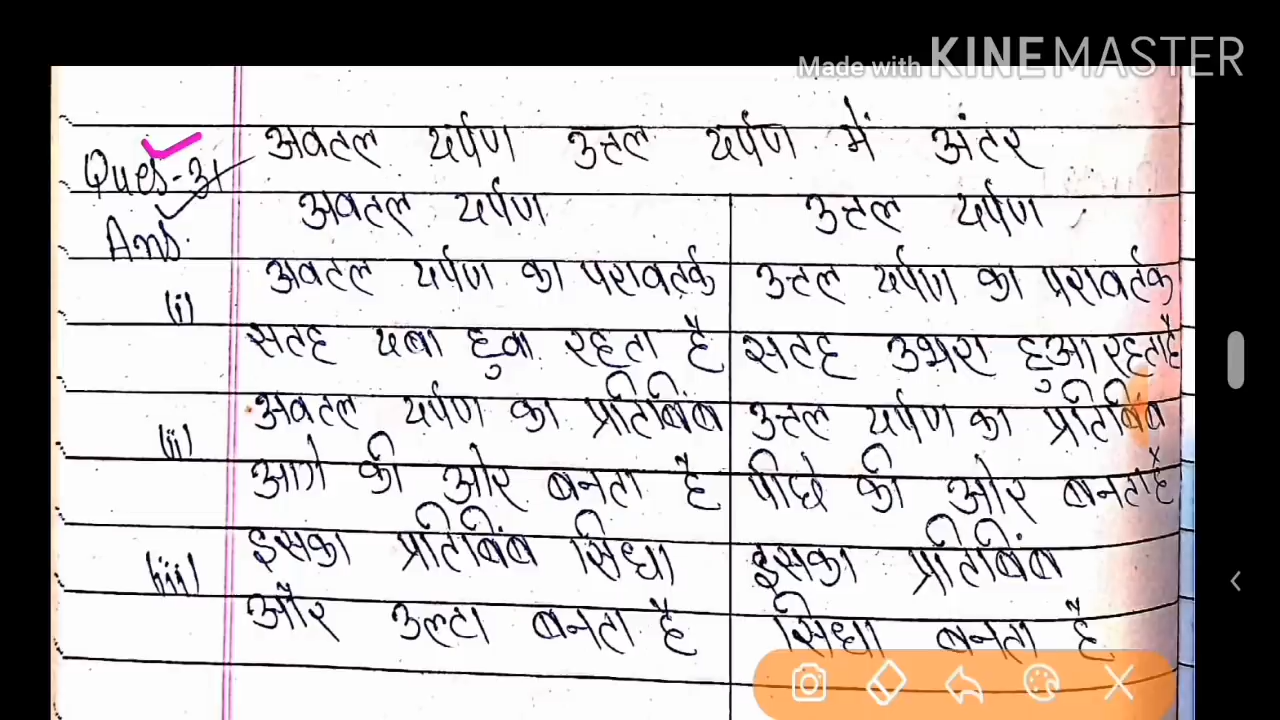 Made with KINEMASTER
Ques-3+ अवतल दर्पण उत्तल दर्पण में अंतर
Ans. अवतल दर्पण उत्तल दर्पण
(i) अवतल दर्पण का परावर्तक उत्तल दर्पण का परावर्तक
सतह दबा हुवा रहता है सतह उभरा हुआ रहता है
(ii) अवतल दर्पण का प्रतिबिंब उत्तल दर्पण का प्रतिबिंब
आगे की ओर बनता है पीछे की ओर बनता है
(iii) इसका प्रतिबिंब सिधा इसका प्रतिबिंब
और उल्टा बनता है सिधा बनता है